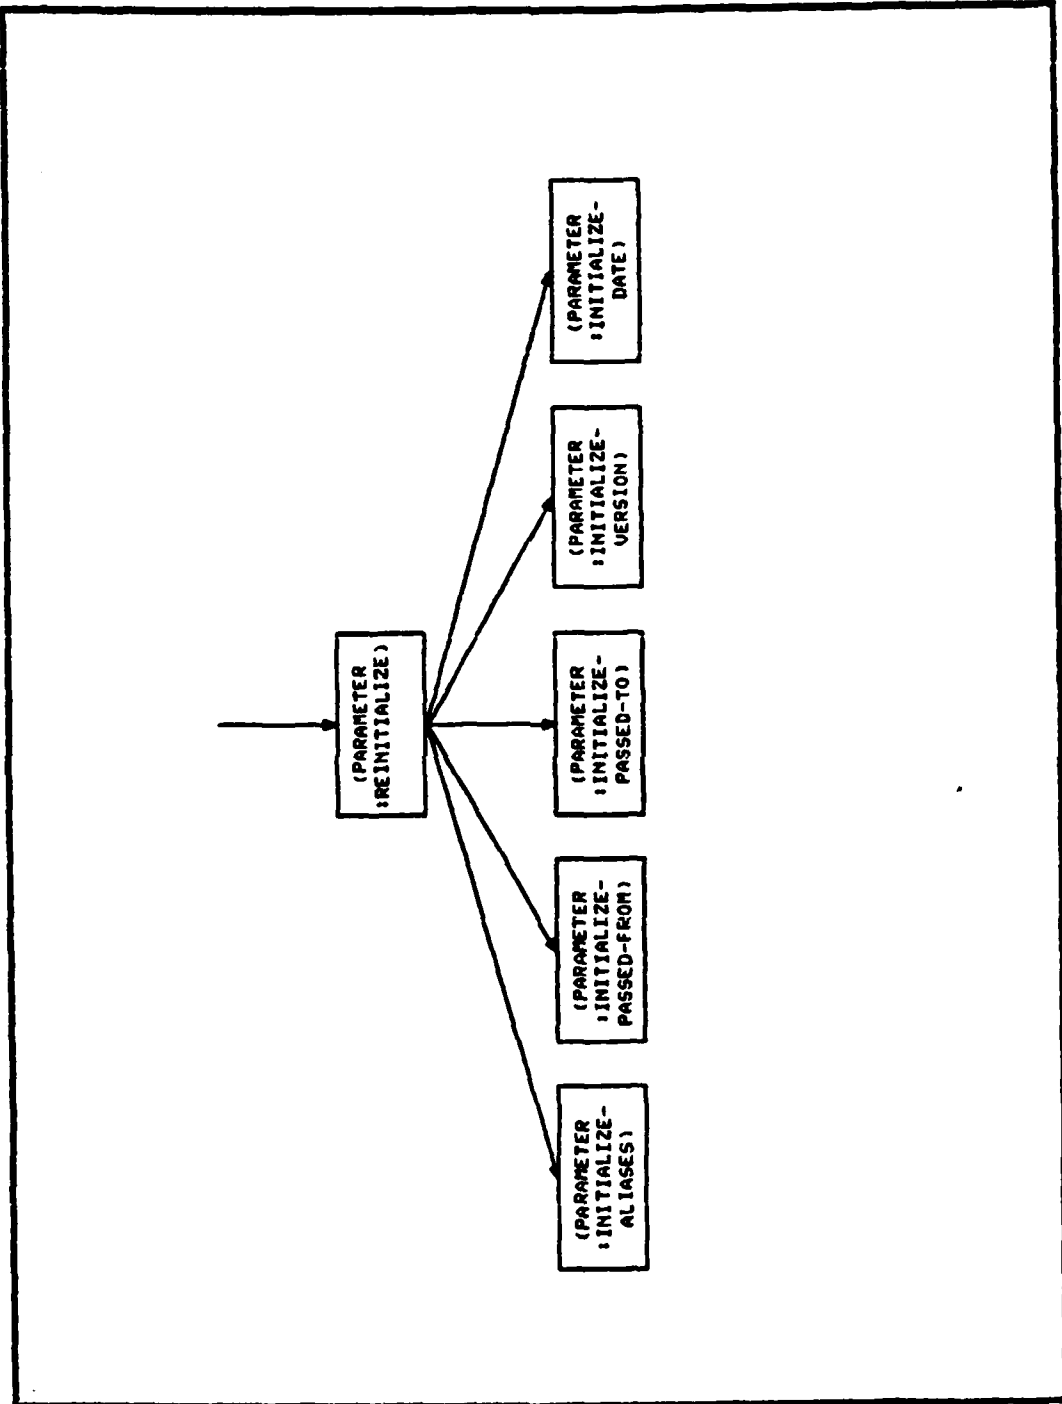 (PARAMETER
:REINITIALIZE)
(PARAMETER
:INITIALIZE-
ALIASES)
(PARAMETER
:INITIALIZE-
PASSED-FROM)
(PARAMETER
:INITIALIZE-
PASSED-TO)
(PARAMETER
:INITIALIZE-
VERSION)
(PARAMETER
:INITIALIZE-
DATE)